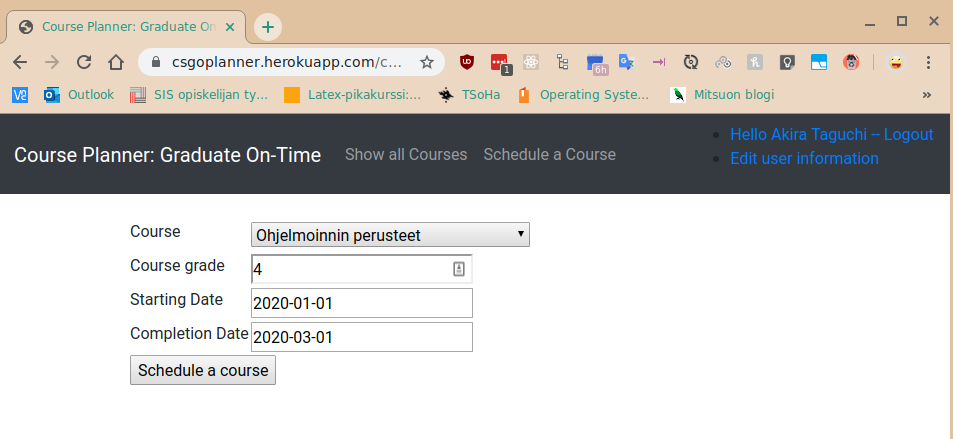 Course Planner: Graduate On
csgoplanner.herokuapp.com/c...
1
6h
Outlook
SIS opiskelijan ty...
Latex-pikakurssi:...
TSoHa
Operating Syste...
Mitsuon blogi
»
Course Planner: Graduate On-Time
Show all Courses
Schedule a Course
Hello Akira Taguchi -- Logout
Edit user information
Course
Ohjelmoinnin perusteet
Course grade
4
Starting Date
2020-01-01
Completion Date
2020-03-01
Schedule a course